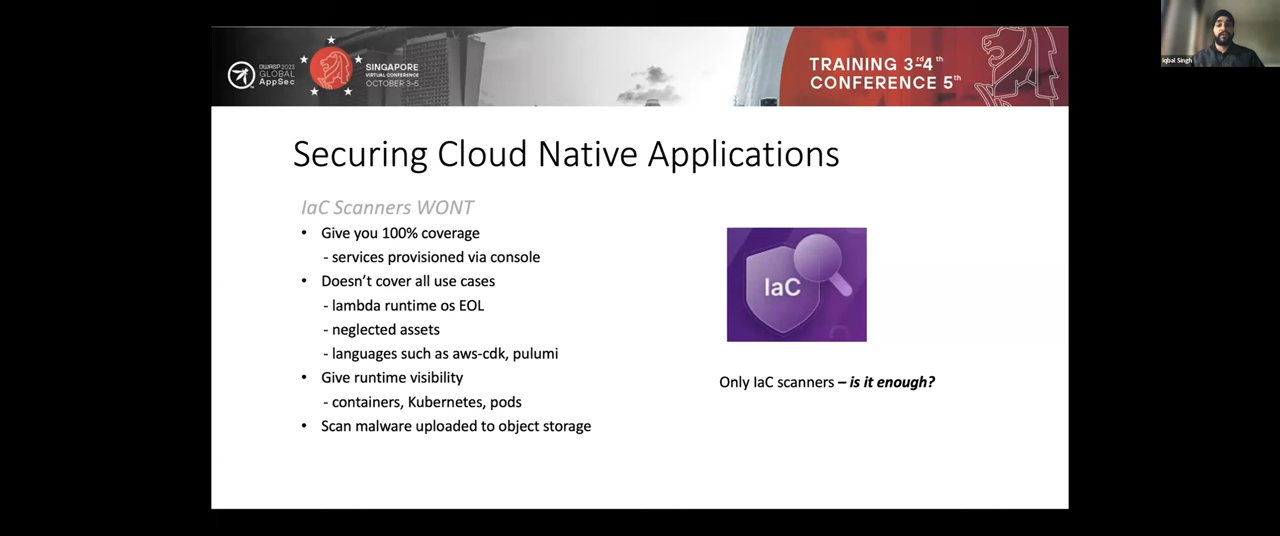 OWASP 2023
GLOBAL
AppSec
SINGAPORE
VIRTUAL CONFERENCE
OCTOBER 3-5
TRAINING 3rd-4th
CONFERENCE 5th
Iqbal Singh
Securing Cloud Native Applications
IaC Scanners WONT
• Give you 100% coverage
- services provisioned via console
• Doesn't cover all use cases
- lambda runtime os EOL
- neglected assets
- languages such as aws-cdk, pulumi
• Give runtime visibility
- containers, Kubernetes, pods
• Scan malware uploaded to object storage
IaC
Only IaC scanners – is it enough?